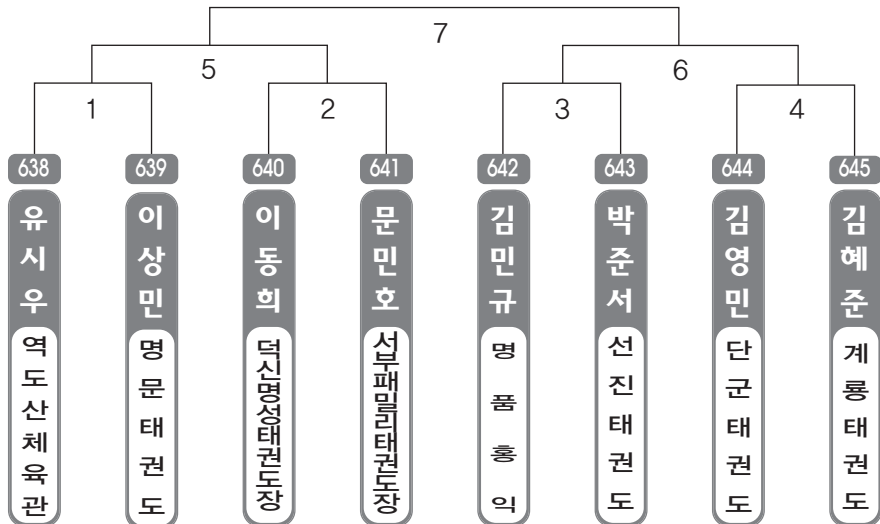 7
5
6
1
2
3
4
638
639
640
641
642
643
644
645
유시우
이상민
이동희
문민호
김민규
박준서
김영민
김혜준
역도산체육관
명문태권도
덕신명성태권도장
서부패밀리태권도장
명품홍익
선진태권도
단군태권도
계룡태권도